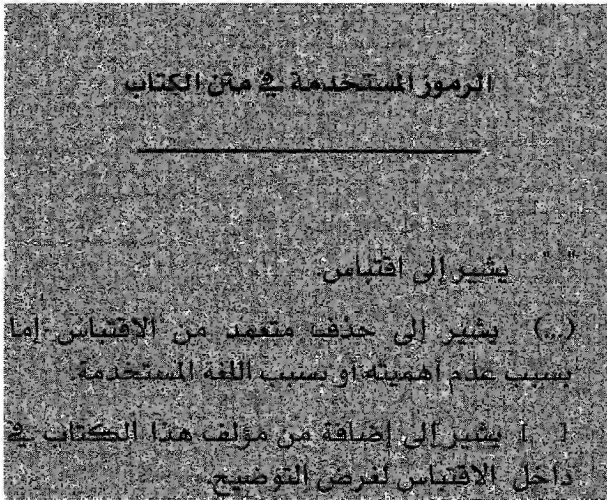 الرموز المستخدمة في متن الكتاب
" " يشير إلى اقتباس.
(..) يشير إلى حذف متعمد من الاقتباس إما
بسبب عدم أهميته أو بسبب اللغة المستخدمة.
[ ] يشير إلى إضافة من مؤلف هذا الكتاب في
داخل الاقتباس لغرض التوضيح.